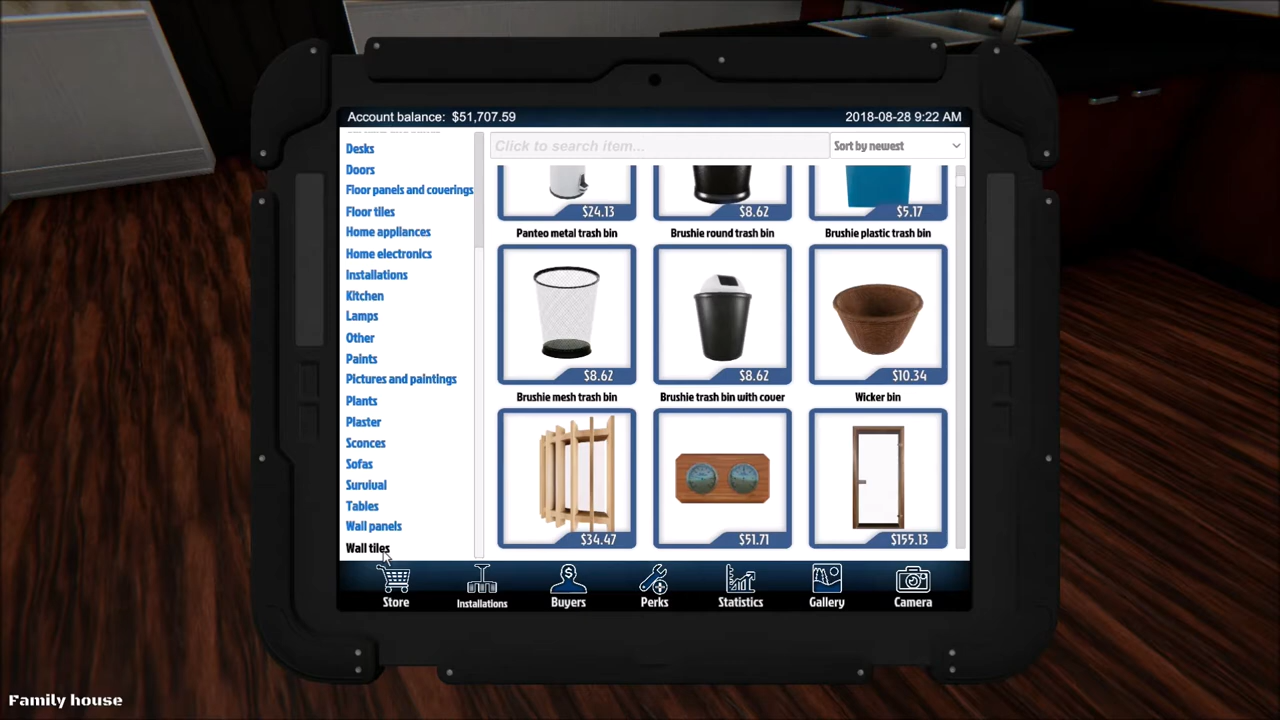 Account balance: $51,707.59
2018-08-28 9:22 AM
Click to search item...
Sort by newest
Desks
Doors
Floor panels and coverings
Floor tiles
Home appliances
Home electronics
Installations
Kitchen
Lamps
Other
Paints
Pictures and paintings
Plants
Plaster
Sconces
Sofas
Survival
Tables
Wall panels
Wall tiles
$24.13
$8.62
$5.17
Panteo metal trash bin
Brushie round trash bin
Brushie plastic trash bin
$8.62
$8.62
$10.34
Brushie mesh trash bin
Brushie trash bin with cover
Wicker bin
$34.47
$51.71
$155.13
Store
Installations
Buyers
Perks
Statistics
Gallery
Camera
Family house